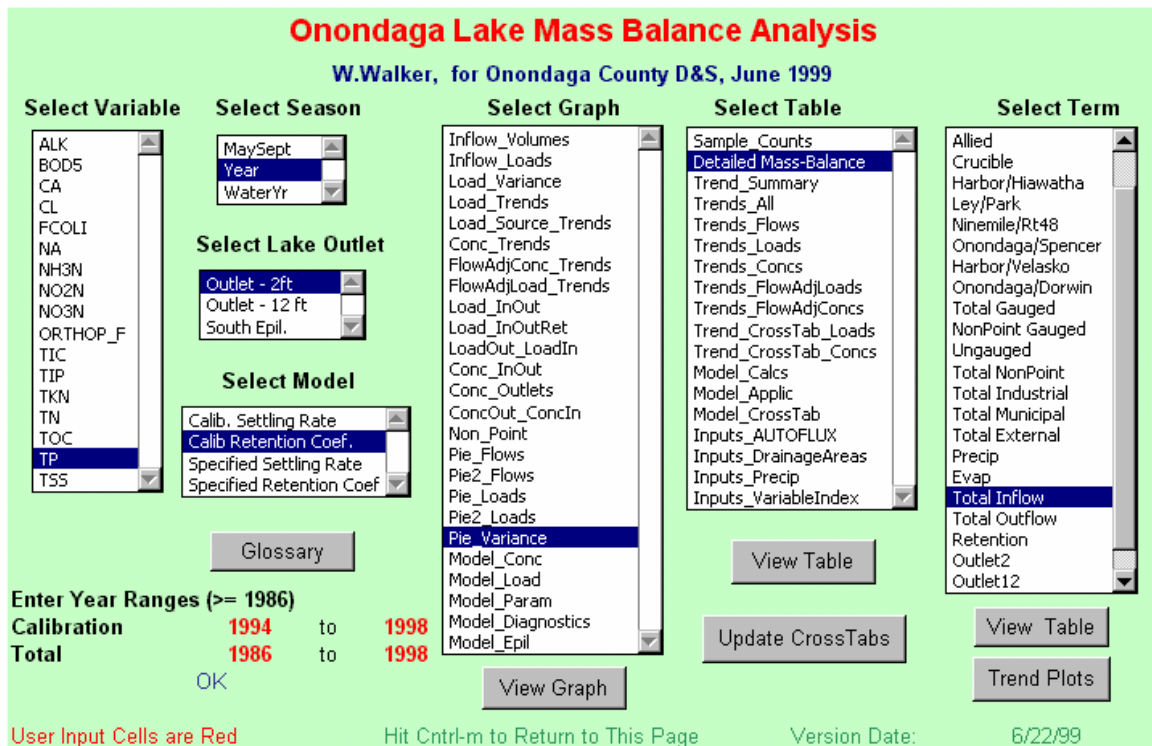 Onondaga Lake Mass Balance Analysis
W.Walker, for Onondaga County D&S, June 1999
Select Variable
ALK
BOD5
CA
CL
FCOLI
NA
NH3N
NO2N
NO3N
ORTHOP_F
TIC
TIP
TKN
TN
TOC
TP
TSS
Select Season
MaySept
Year
WaterYr
Select Lake Outlet
Outlet - 2ft
Outlet - 12 ft
South Epil.
Select Model
Calib. Settling Rate
Calib Retention Coef.
Specified Settling Rate
Specified Retention Coef
Glossary
Enter Year Ranges (>= 1986)
Calibration 1994 to 1998
Total 1986 to 1998
OK
Select Graph
Inflow_Volumes
Inflow_Loads
Load_Variance
Load_Trends
Load_Source_Trends
Conc_Trends
FlowAdjConc_Trends
FlowAdjLoad_Trends
Load_InOut
Load_InOutRet
LoadOut_LoadIn
Conc_InOut
Conc_Outlets
ConcOut_ConcIn
Non_Point
Pie_Flows
Pie2_Flows
Pie_Loads
Pie2_Loads
Pie_Variance
Model_Conc
Model_Load
Model_Param
Model_Diagnostics
Model_Epil
View Graph
Select Table
Sample_Counts
Detailed Mass-Balance
Trend_Summary
Trends_All
Trends_Flows
Trends_Loads
Trends_Concs
Trends_FlowAdjLoads
Trends_FlowAdjConcs
Trend_CrossTab_Loads
Trend_CrossTab_Concs
Model_Calcs
Model_Applic
Model_CrossTab
Inputs_AUTOFLUX
Inputs_DrainageAreas
Inputs_Precip
Inputs_VariableIndex
View Table
Update CrossTabs
Select Term
Allied
Crucible
Harbor/Hiawatha
Ley/Park
Ninemile/Rt48
Onondaga/Spencer
Harbor/Velasko
Onondaga/Dorwin
Total Gauged
NonPoint Gauged
Ungauged
Total NonPoint
Total Industrial
Total Municipal
Total External
Precip
Evap
Total Inflow
Total Outflow
Retention
Outlet2
Outlet12
View Table
Trend Plots
User Input Cells are Red
Hit Cntrl-m to Return to This Page
Version Date: 6/22/99